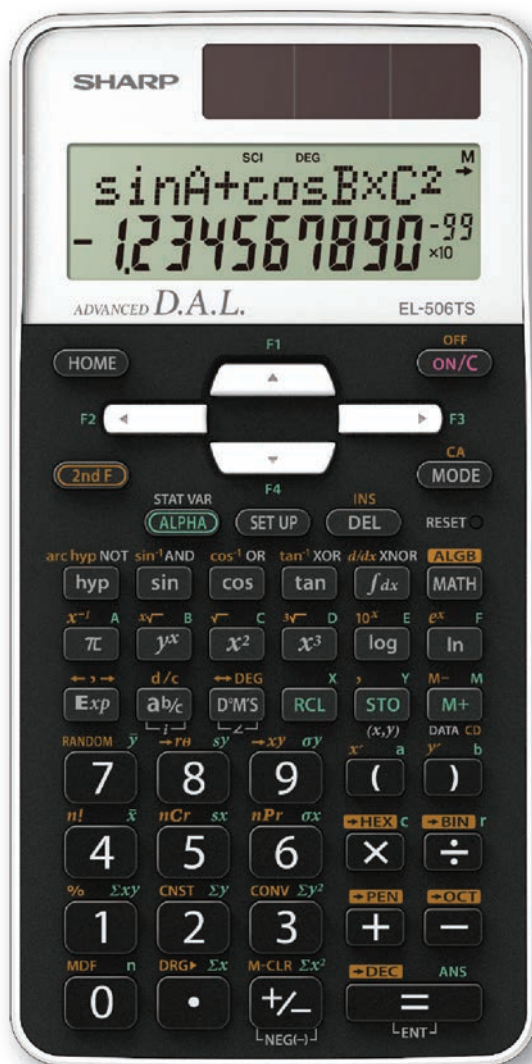 SHARP
SCI DEG M
sinA+cosB×C² →
-1.234567890 ×10 -99
ADVANCED D.A.L. EL-506TS
F1 OFF
HOME ▲ ON/C
F2 ◀ ▶ F3
CA
2nd F ▼ MODE
STAT VAR F4 INS
ALPHA SET UP DEL RESET
arc hyp NOT sin⁻¹ AND cos⁻¹ OR tan⁻¹ XOR d/dx XNOR ALGB
hyp sin cos tan ∫dx MATH
x⁻¹ A ˣ√ B √ C ³√ D 10ˣ E eˣ F
π yˣ x² x³ log ln
←,→ d/c ↔DEG X , Y M– M
Exp ab/c D°M'S RCL STO M+
i ∠ (x,y) DATA CD
RANDOM ȳ →rθ sy →xy σy x′ a y′ b
7 8 9 ( )
n! x̄ nCr sx nPr σx →HEX c →BIN r
4 5 6 × ÷
% Σxy CNST Σy CONV Σy² →PEN →OCT
1 2 3 + −
MDF n DRG▶ Σx M-CLR Σx² →DEC ANS
0 • +/− =
NEG(–) ENT